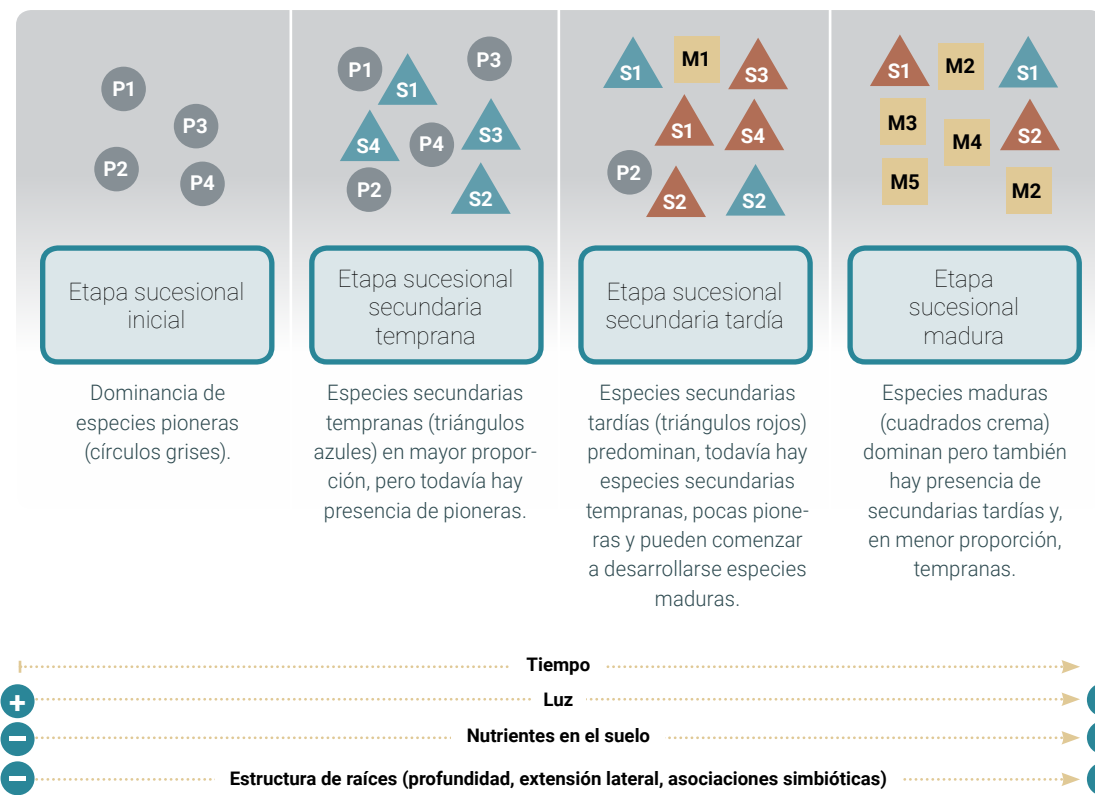 P1
P3
P2
P4
Etapa sucesional
inicial
Dominancia de
especies pioneras
(círculos grises).
P1
P3
S1
S4
P4
S3
P2
S2
Etapa sucesional
secundaria
temprana
Especies secundarias
tempranas (triángulos
azules) en mayor propor-
ción, pero todavía hay
presencia de pioneras.
S1
M1
S3
S1
S4
P2
S2
S2
Etapa sucesional
secundaria tardía
Especies secundarias
tardías (triángulos rojos)
predominan, todavía hay
especies secundarias
tempranas, pocas pione-
ras y pueden comenzar
a desarrollarse especies
maduras.
S1
M2
S1
M3
M4
S2
M5
M2
Etapa
sucesional
madura
Especies maduras
(cuadrados crema)
dominan pero también
hay presencia de
secundarias tardías y,
en menor proporción,
tempranas.
Tiempo
+ Luz
− Nutrientes en el suelo
− Estructura de raíces (profundidad, extensión lateral, asociaciones simbióticas)